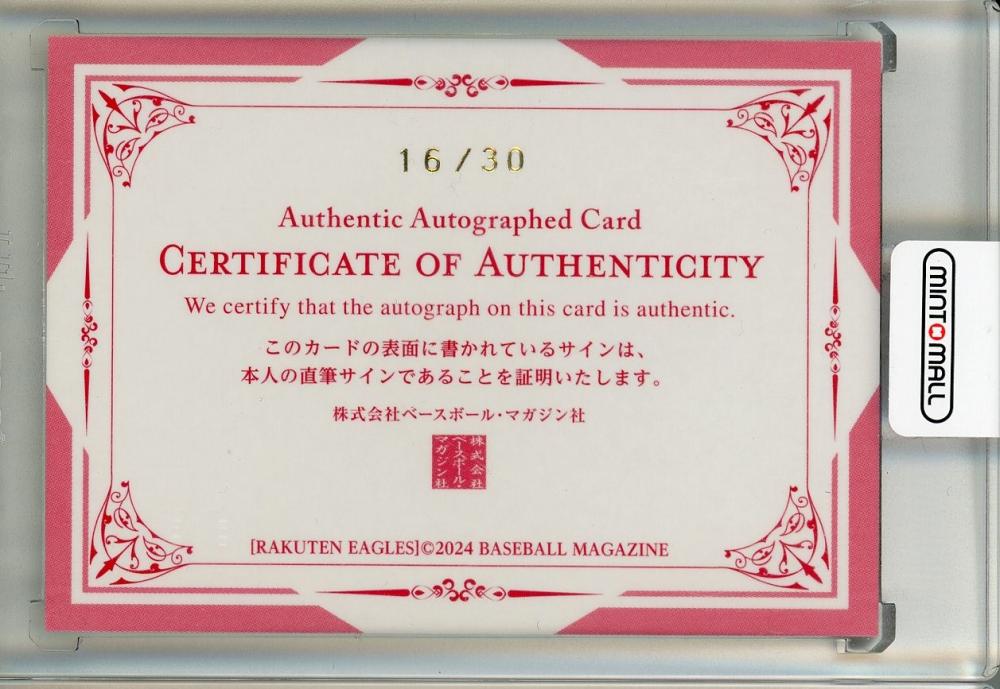 16/30
Authentic Autographed Card
CERTIFICATE OF AUTHENTICITY
We certify that the autograph on this card is authentic.
このカードの表面に書かれているサインは、
本人の直筆サインであることを証明いたします。
株式会社ベースボール・マガジン社
株式会社
ベースボール・
マガジン社
[RAKUTEN EAGLES]©2024 BASEBALL MAGAZINE
MINTOMALL